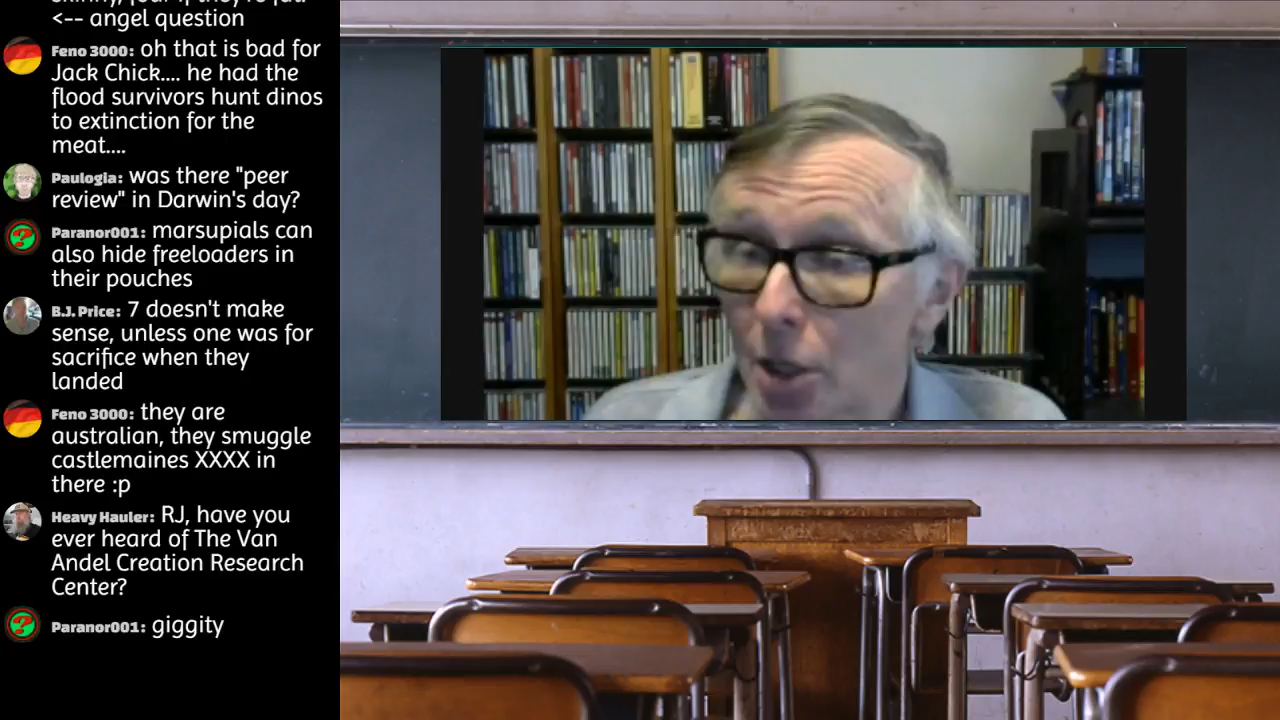 <-- angel question
Feno 3000: oh that is bad for
Jack Chick.... he had the
flood survivors hunt dinos
to extinction for the
meat....
Paulogia: was there "peer
review" in Darwin's day?
Paranor001: marsupials can
also hide freeloaders in
their pouches
B.J. Price: 7 doesn't make
sense, unless one was for
sacrifice when they
landed
Feno 3000: they are
australian, they smuggle
castlemaines XXXX in
there :p
Heavy Hauler: RJ, have you
ever heard of The Van
Andel Creation Research
Center?
Paranor001: giggity